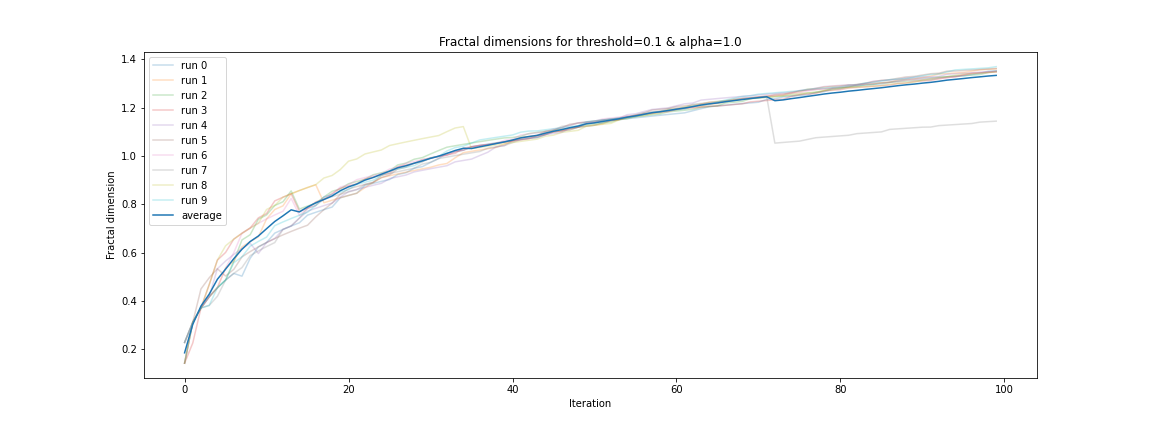 Fractal dimensions for threshold=0.1 & alpha=1.0
1.4
1.2
1.0
0.8
0.6
0.4
0.2
Fractal dimension
run 0
run 1
run 2
run 3
run 4
run 5
run 6
run 7
run 8
run 9
average
0
20
40
60
80
100
Iteration